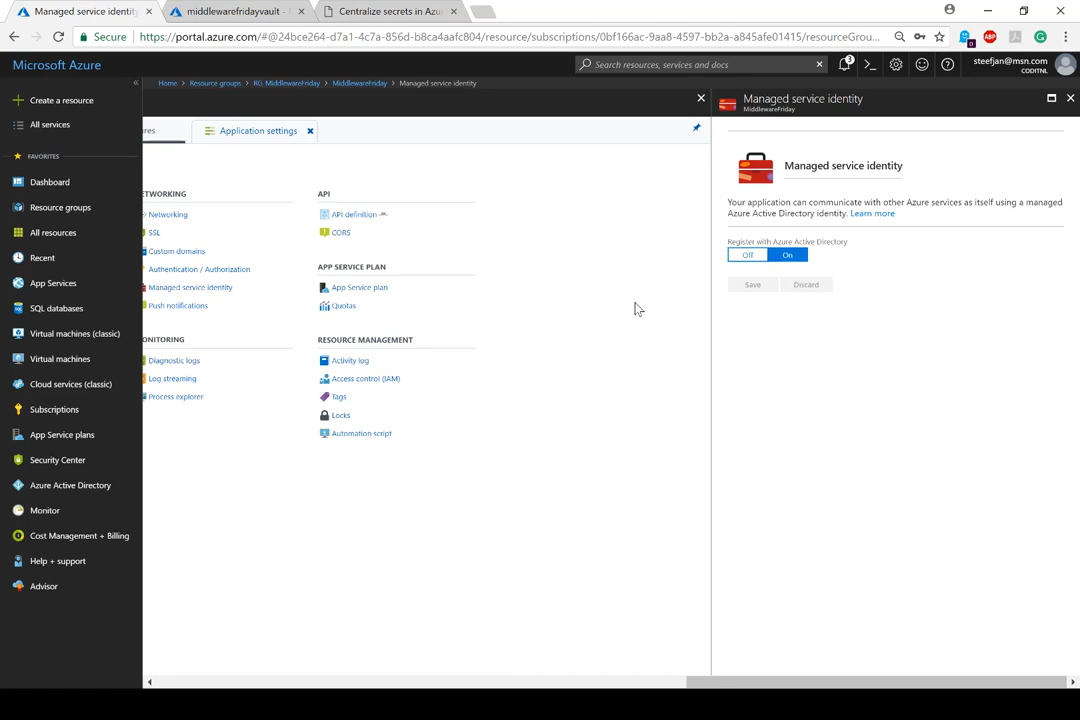 Managed service identity
middlewarefridayvault -
Centralize secrets in Azu
Secure
https://portal.azure.com/#@24bce264-d7a1-4c7a-856d-b8ca4aafc804/resource/subscriptions/0bf166ac-9aa8-4597-bb2a-a845afe01415/resourceGrou...
0
ABP
Microsoft Azure
Search resources, services and docs
3
steefjan@msn.com
CODITNL
Home
Resource groups
RG_MiddlewareFriday
MiddlewareFriday
Managed service identity
Create a resource
All services
FAVORITES
Dashboard
Resource groups
All resources
Recent
App Services
SQL databases
Virtual machines (classic)
Virtual machines
Cloud services (classic)
Subscriptions
App Service plans
Security Center
Azure Active Directory
Monitor
Cost Management + Billing
Help + support
Advisor
res
Application settings
ETWORKING
Networking
SSL
Custom domains
Authentication / Authorization
Managed service identity
Push notifications
ONITORING
Diagnostic logs
Log streaming
Process explorer
API
API definition
CORS
APP SERVICE PLAN
App Service plan
Quotas
RESOURCE MANAGEMENT
Activity log
Access control (IAM)
Tags
Locks
Automation script
Managed service identity
MiddlewareFriday
Managed service identity
Your application can communicate with other Azure services as itself using a managed
Azure Active Directory identity. Learn more
Register with Azure Active Directory
Off On
Save Discard